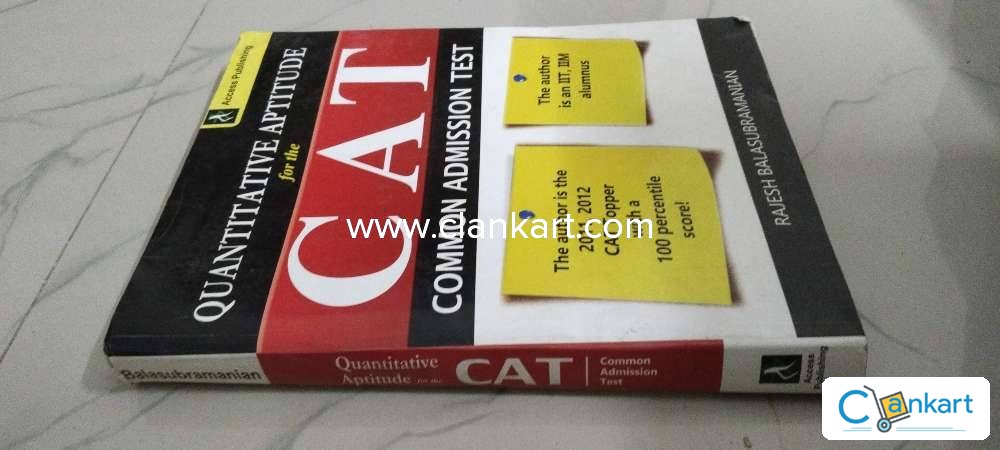 Access Publishing
QUANTITATIVE APTITUDE
for the
CAT
COMMON ADMISSION TEST
The author
is an IIT, IIM
alumnus
The author is the
2012
CAT
100 percentile
score!
RAJESH BALASUBRAMANIAN
www.clankart.com
Balasubramanian
Quantitative
Aptitude for the
CAT
Common
Admission
Test
Access
Publishing
Clankart